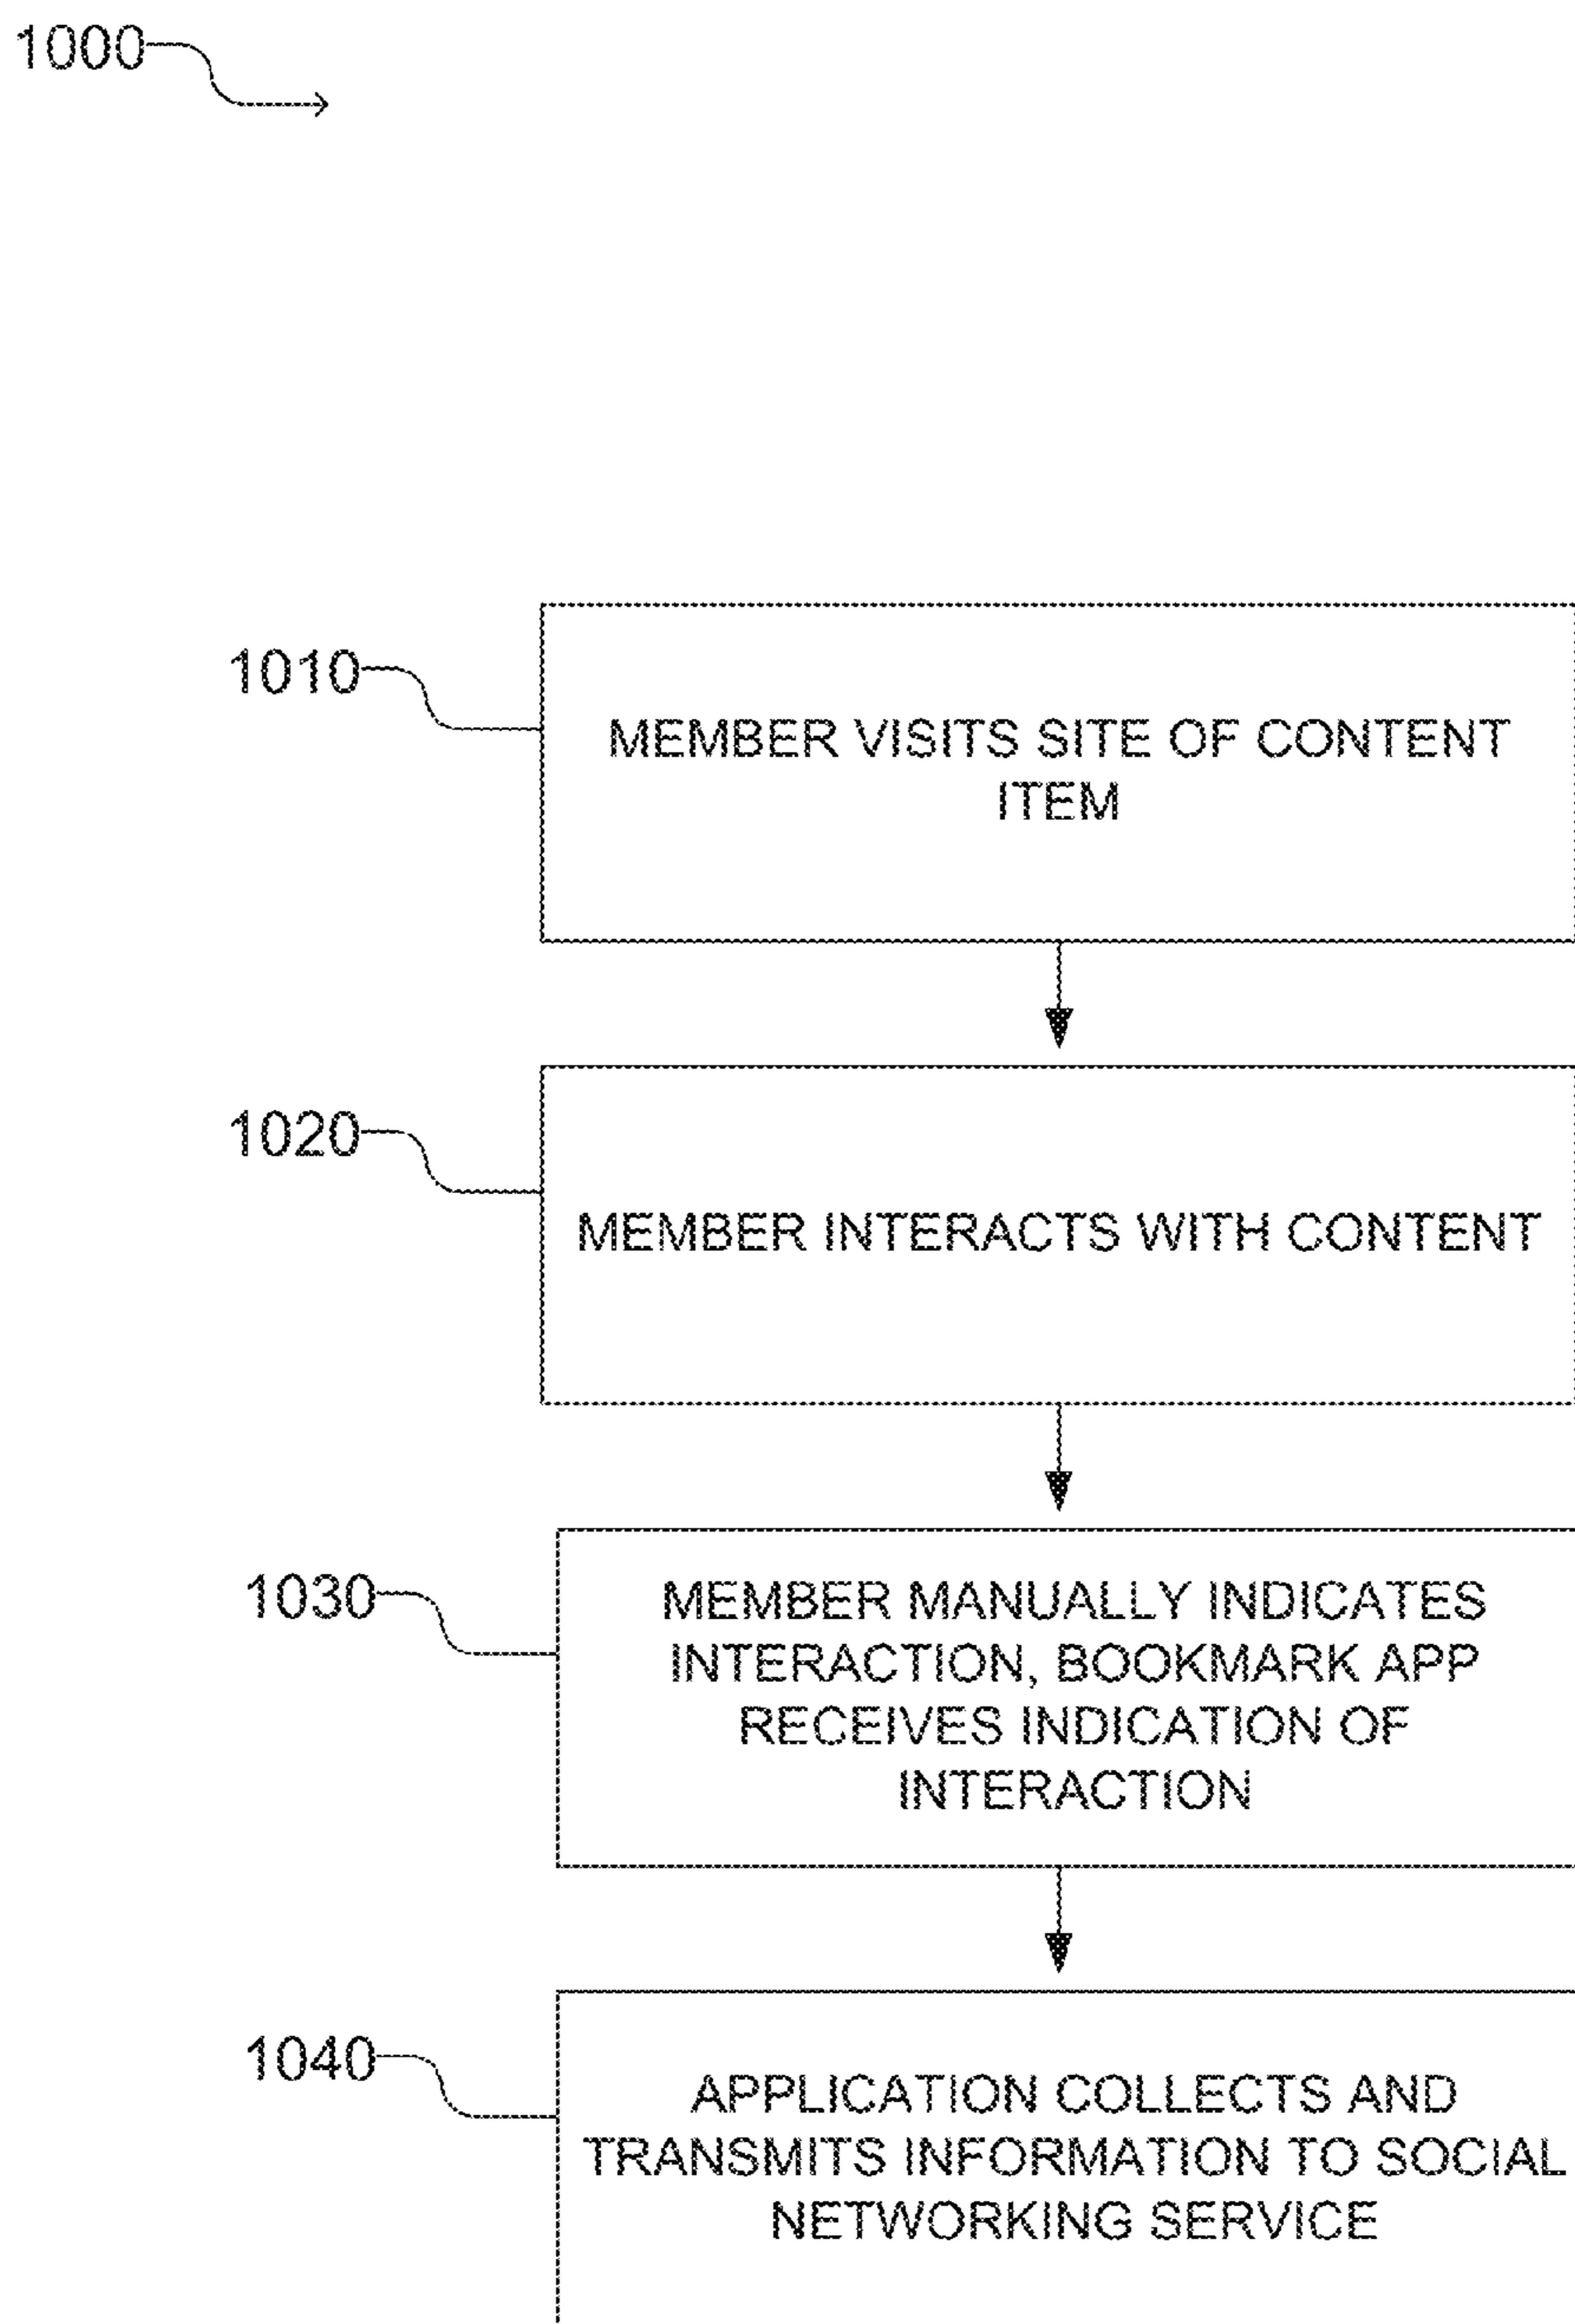 1000
1010
MEMBER VISITS SITE OF CONTENT
ITEM
1020
MEMBER INTERACTS WITH CONTENT
1030
MEMBER MANUALLY INDICATES
INTERACTION, BOOKMARK APP
RECEIVES INDICATION OF
INTERACTION
1040
APPLICATION COLLECTS AND
TRANSMITS INFORMATION TO SOCIAL
NETWORKING SERVICE